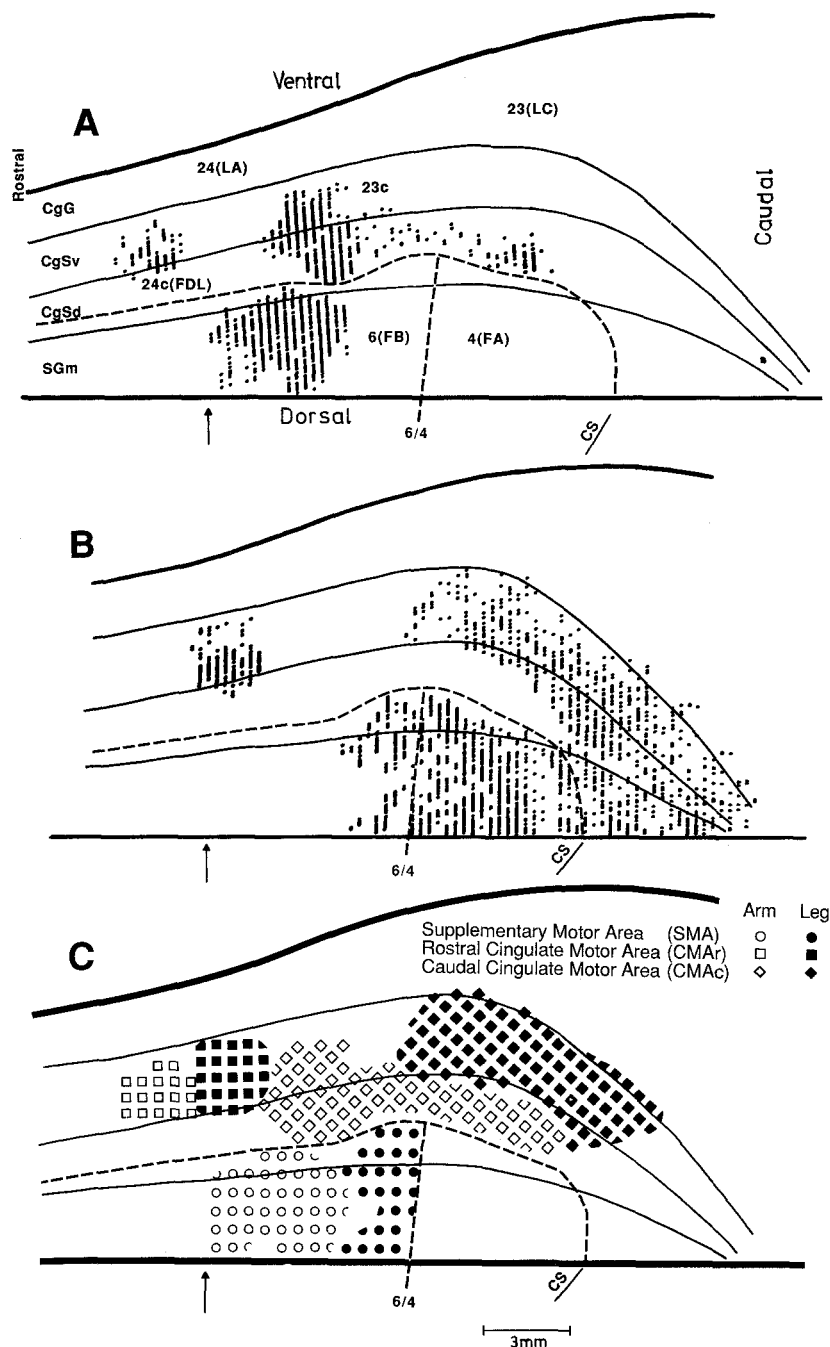 Ventral
23(LC)
A
24(LA)
Rostral
23c
CgG
Caudal
CgSv
24c(FDL)
CgSd
6(FB)
4(FA)
SGm
Dorsal
6/4
CS
B
6/4
CS
Arm Leg
Supplementary Motor Area (SMA)
Rostral Cingulate Motor Area (CMAr)
Caudal Cingulate Motor Area (CMAc)
C
6/4
CS
3mm